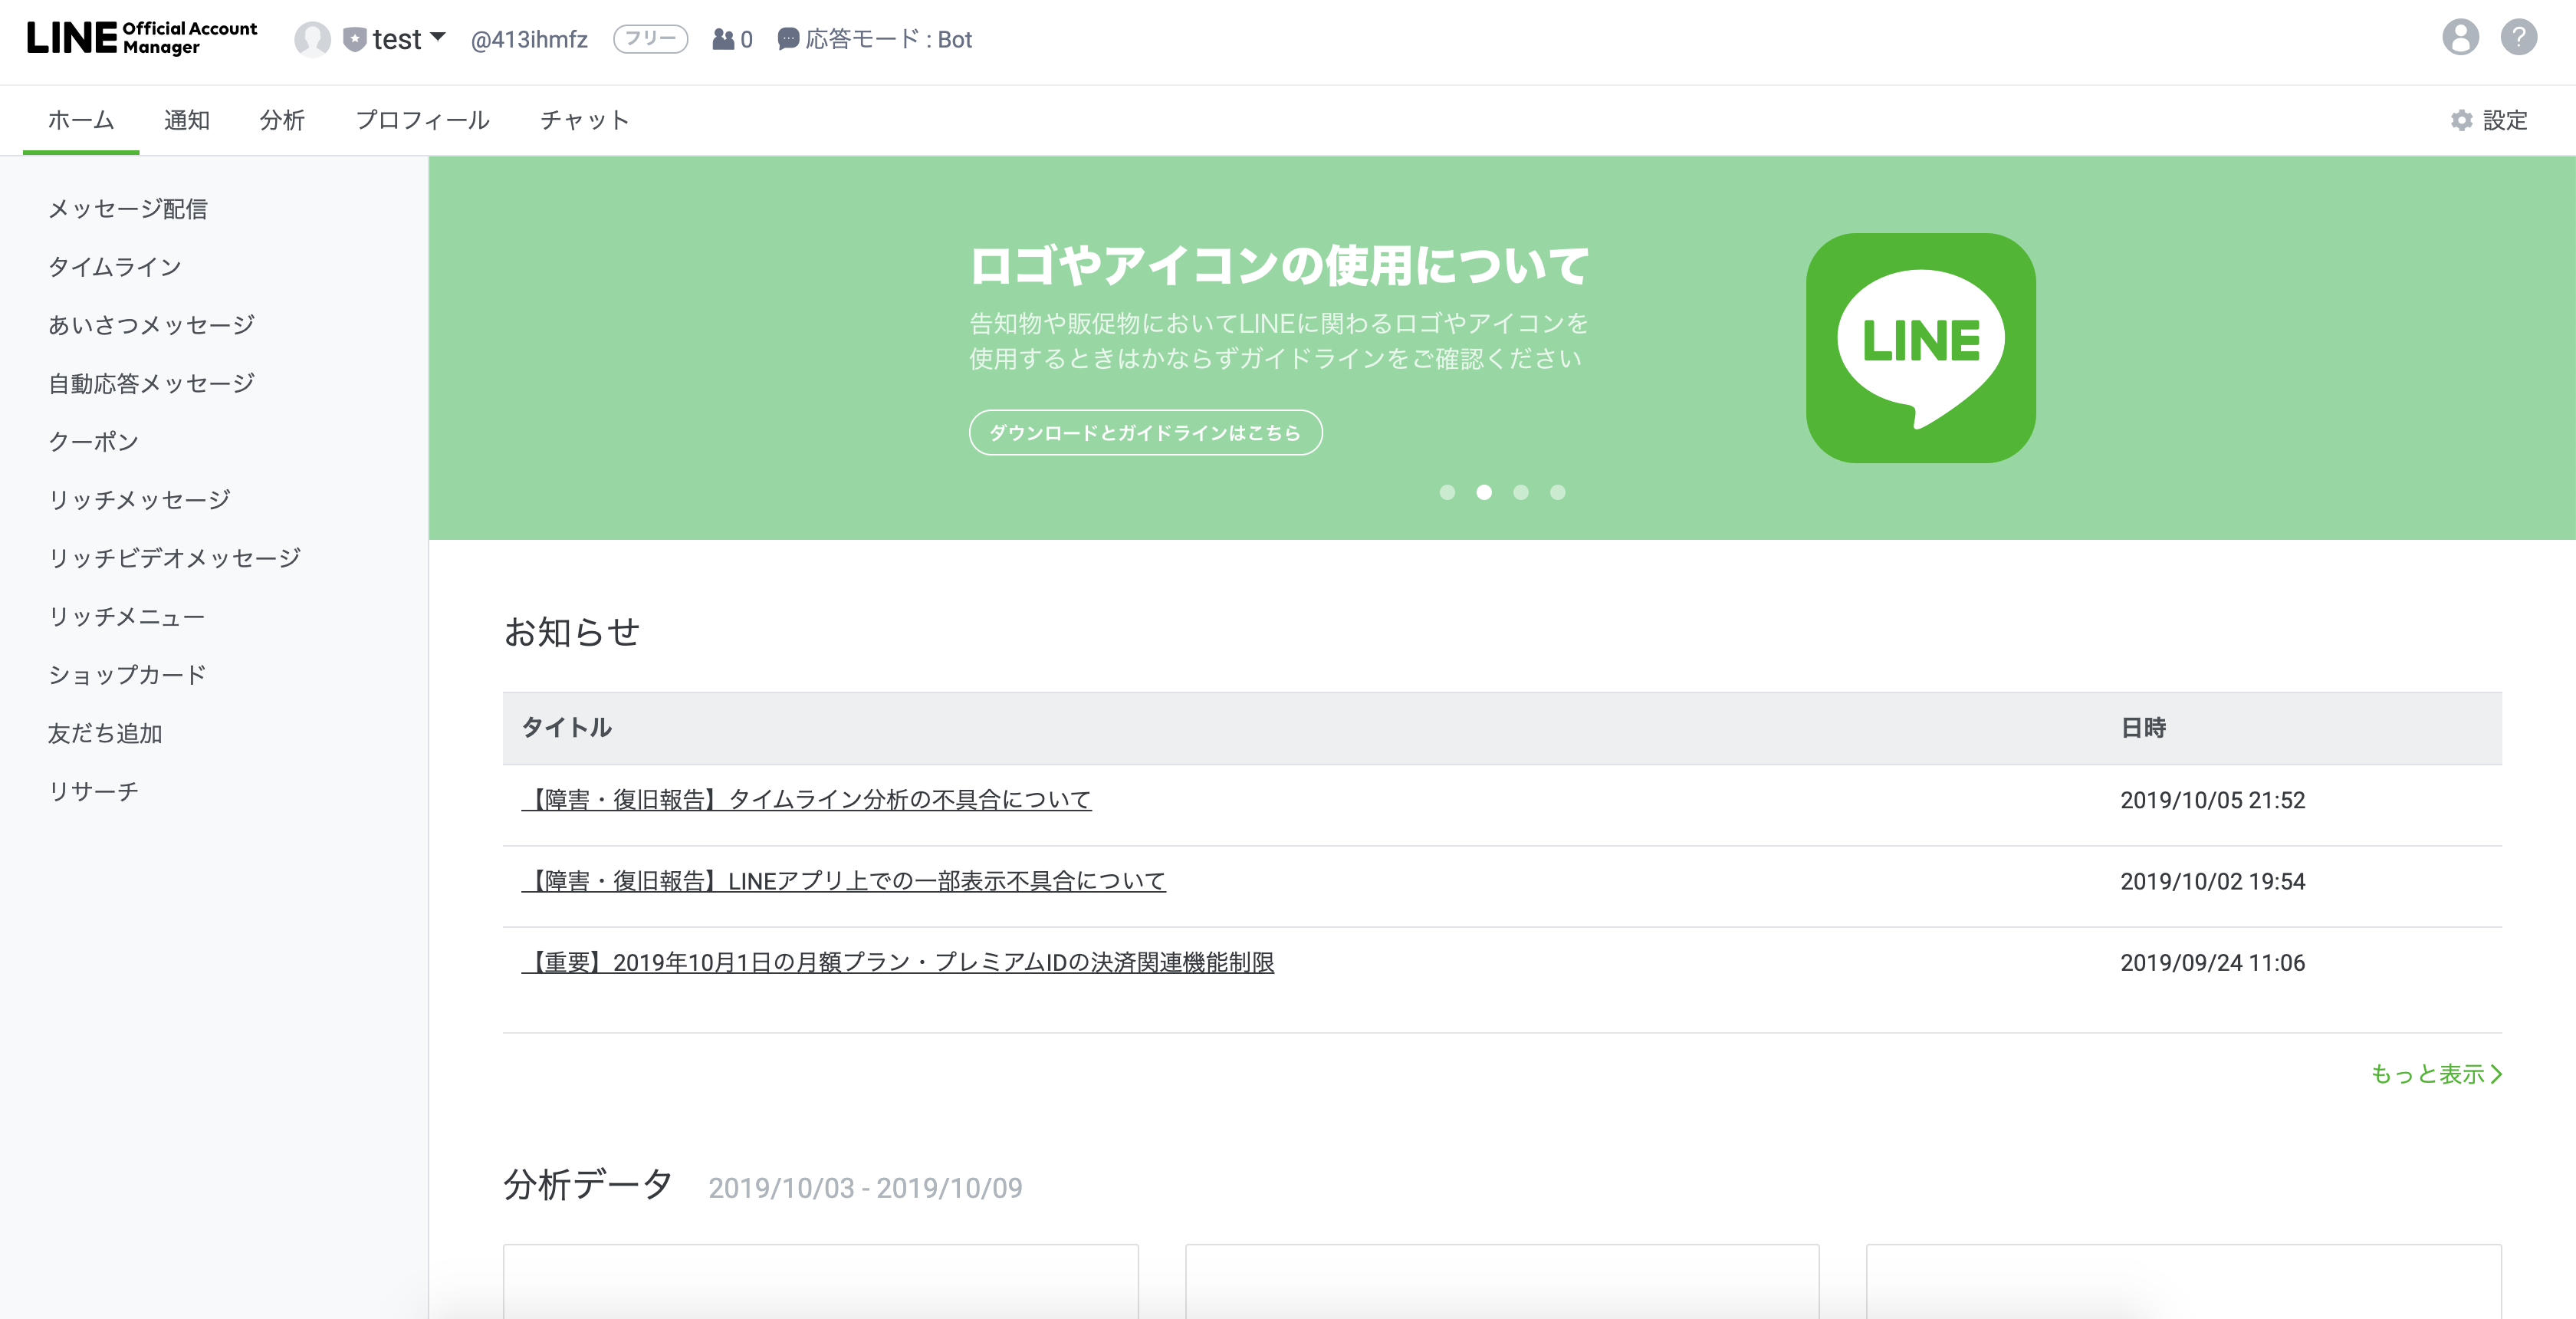 LINE Official Account Manager
test
@413ihmfz
フリー
0
応答モード : Bot
ホーム
通知
分析
プロフィール
チャット
設定
メッセージ配信
タイムライン
あいさつメッセージ
自動応答メッセージ
クーポン
リッチメッセージ
リッチビデオメッセージ
リッチメニュー
ショップカード
友だち追加
リサーチ
ロゴやアイコンの使用について
告知物や販促物においてLINEに関わるロゴやアイコンを
使用するときはかならずガイドラインをご確認ください
ダウンロードとガイドラインはこちら
LINE
お知らせ
タイトル 日時
【障害・復旧報告】タイムライン分析の不具合について 2019/10/05 21:52
【障害・復旧報告】LINEアプリ上での一部表示不具合について 2019/10/02 19:54
【重要】2019年10月1日の月額プラン・プレミアムIDの決済関連機能制限 2019/09/24 11:06
もっと表示
分析データ 2019/10/03 - 2019/10/09